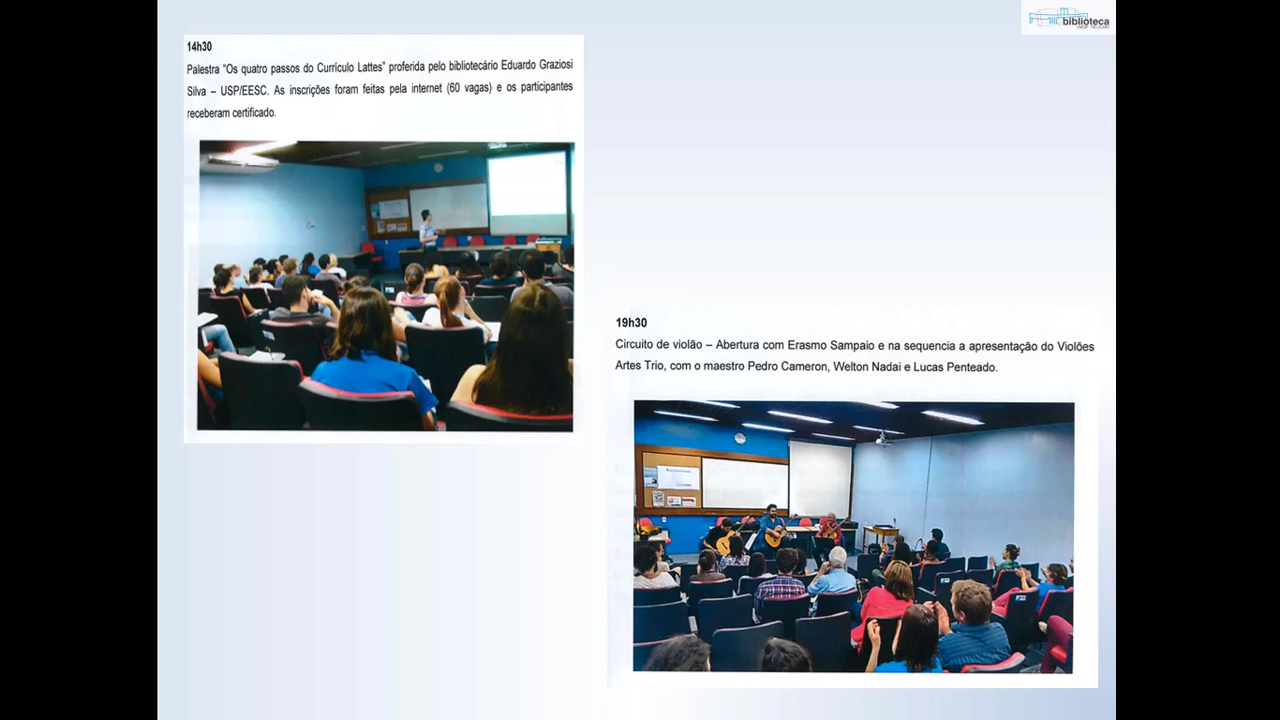 biblioteca
14h30
Palestra "Os quatro passos do Currículo Lattes" proferida pelo bibliotecário Eduardo Graziosi
Silva – USP/EESC. As inscrições foram feitas pela internet (60 vagas) e os participantes
receberam certificado.
19h30
Circuito de violão – Abertura com Erasmo Sampaio e na sequencia a apresentação do Violões
Artes Trio, com o maestro Pedro Cameron, Welton Nadai e Lucas Penteado.